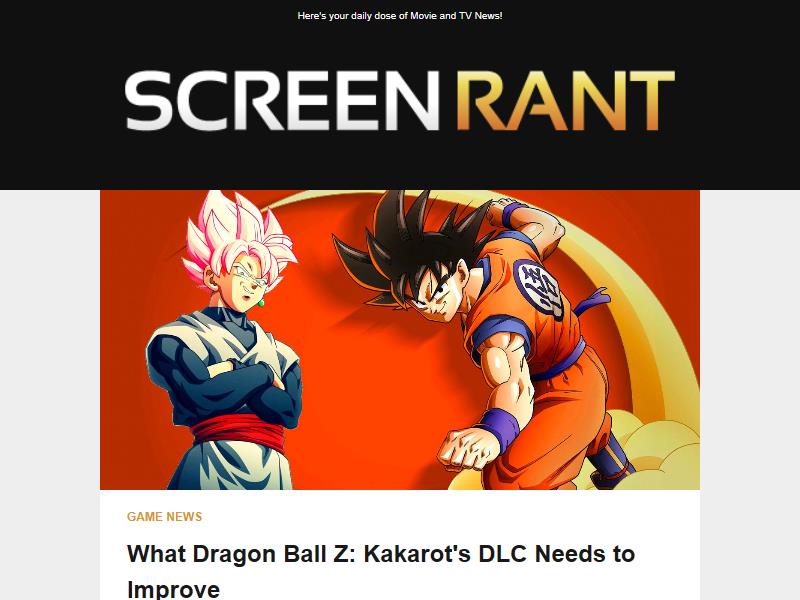 Here's your daily dose of Movie and TV News!
SCREEN RANT
GAME NEWS
What Dragon Ball Z: Kakarot's DLC Needs to
Improve